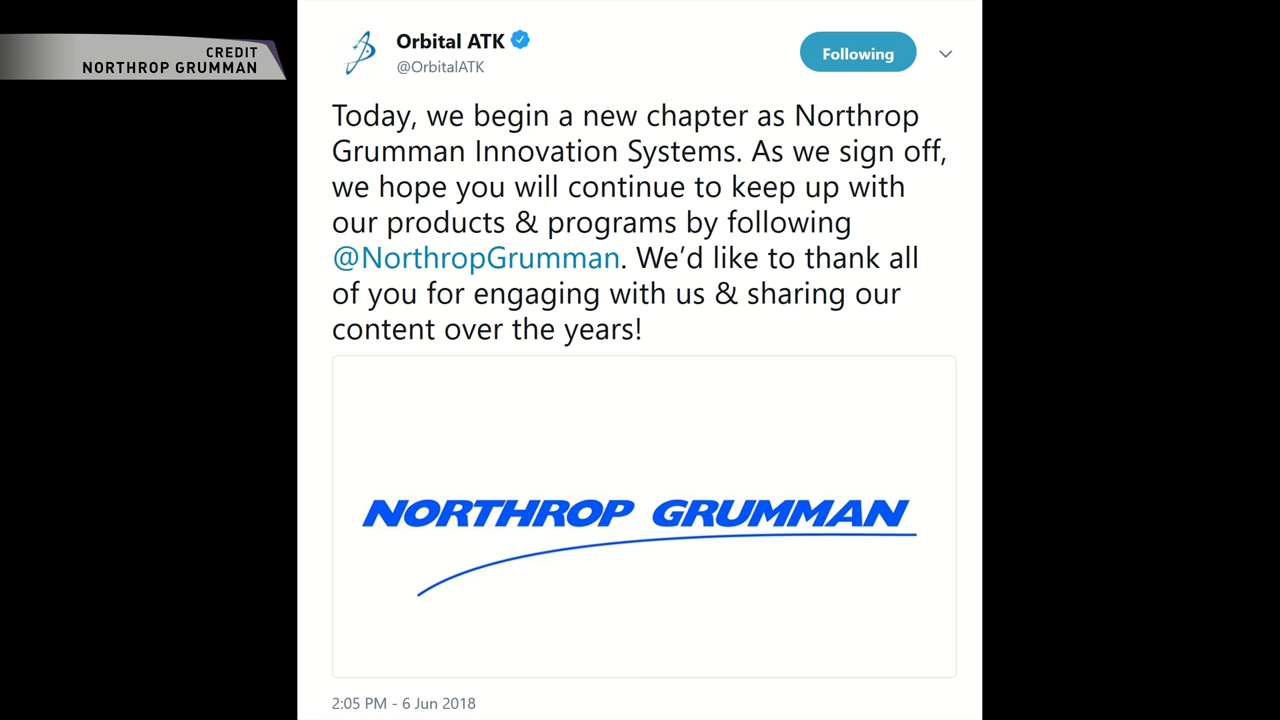 CREDIT
NORTHROP GRUMMAN
Orbital ATK
@OrbitalATK
Following
Today, we begin a new chapter as Northrop
Grumman Innovation Systems. As we sign off,
we hope you will continue to keep up with
our products & programs by following
@NorthropGrumman. We’d like to thank all
of you for engaging with us & sharing our
content over the years!
NORTHROP GRUMMAN
2:05 PM - 6 Jun 2018